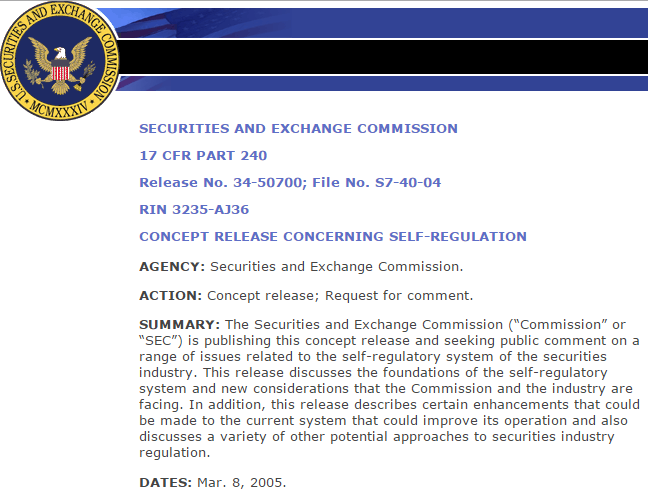 U.S. SECURITIES AND EXCHANGE COMMISSION
MCMXXXIV
SECURITIES AND EXCHANGE COMMISSION
17 CFR PART 240
Release No. 34-50700; File No. S7-40-04
RIN 3235-AJ36
CONCEPT RELEASE CONCERNING SELF-REGULATION
AGENCY: Securities and Exchange Commission.
ACTION: Concept release; Request for comment.
SUMMARY: The Securities and Exchange Commission (“Commission” or
“SEC”) is publishing this concept release and seeking public comment on a
range of issues related to the self-regulatory system of the securities
industry. This release discusses the foundations of the self-regulatory
system and new considerations that the Commission and the industry are
facing. In addition, this release describes certain enhancements that could
be made to the current system that could improve its operation and also
discusses a variety of other potential approaches to securities industry
regulation.
DATES: Mar. 8, 2005.